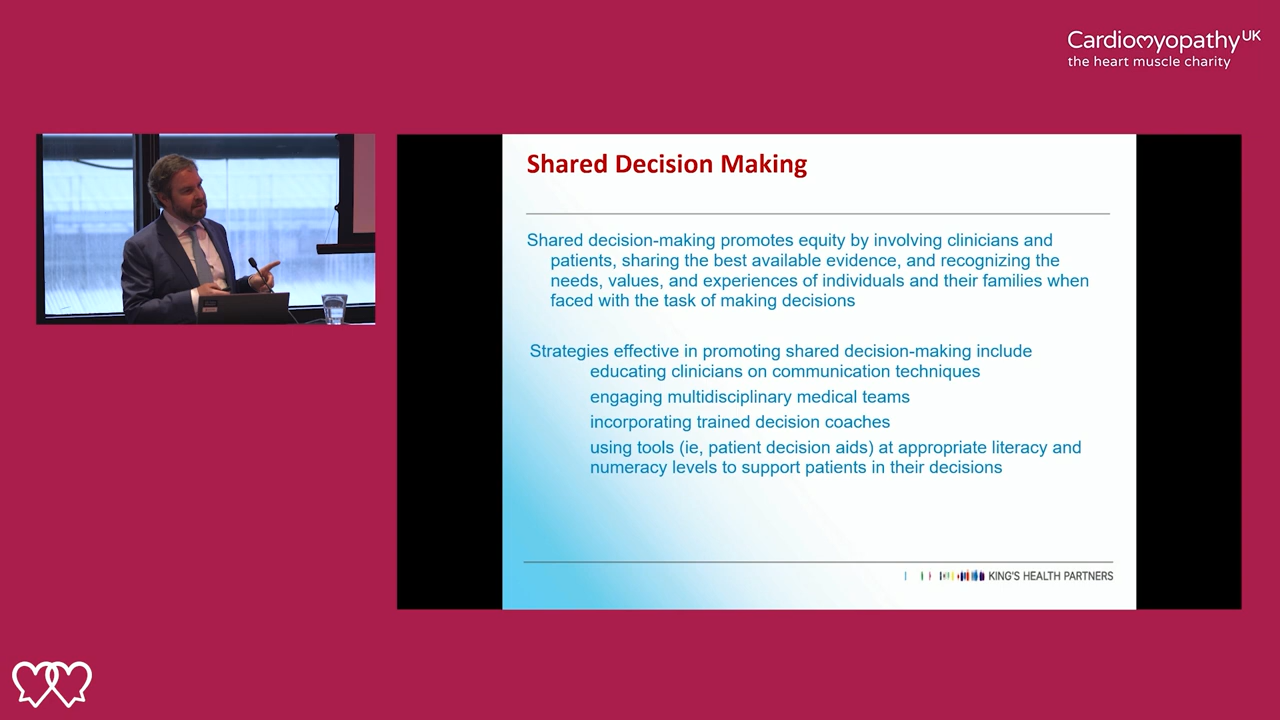 Cardiomyopathy UK
the heart muscle charity
Shared Decision Making
Shared decision-making promotes equity by involving clinicians and
patients, sharing the best available evidence, and recognizing the
needs, values, and experiences of individuals and their families when
faced with the task of making decisions
Strategies effective in promoting shared decision-making include
educating clinicians on communication techniques
engaging multidisciplinary medical teams
incorporating trained decision coaches
using tools (ie, patient decision aids) at appropriate literacy and
numeracy levels to support patients in their decisions
KING'S HEALTH PARTNERS